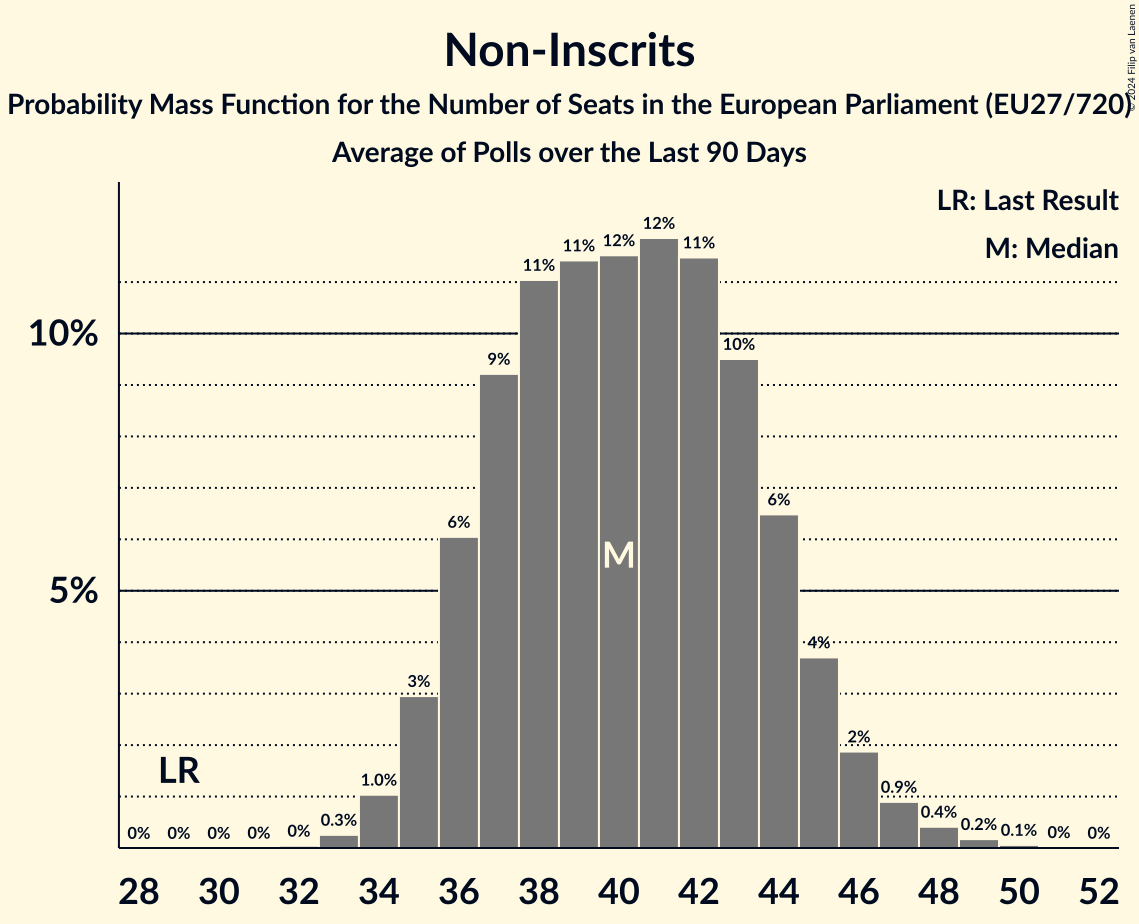 Non-Inscrits
Probability Mass Function for the Number of Seats in the European Parliament (EU27/720)
Average of Polls over the Last 90 Days
© 2024 Filip van Laenen
LR: Last Result
M: Median
10%
5%
0% 0% 0% 0% 0% 0.3% 1.0% 3% 6% 9% 11% 11% 12% 12% 11% 10% 6% 4% 2% 0.9% 0.4% 0.2% 0.1% 0% 0%
LR
M
28 30 32 34 36 38 40 42 44 46 48 50 52